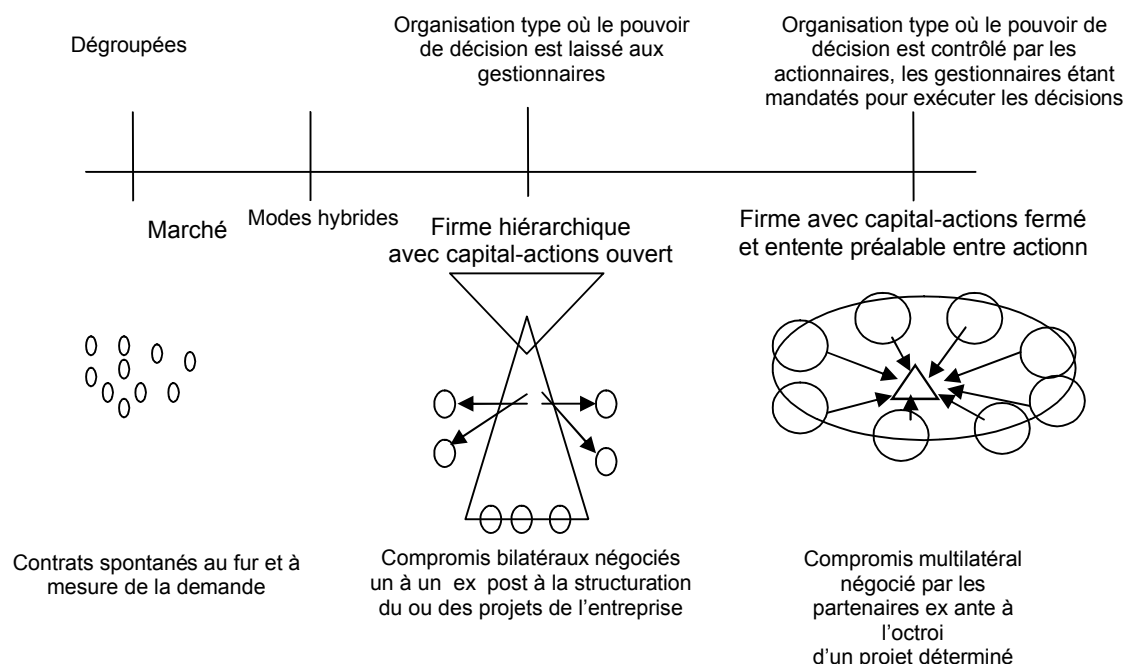 Dégroupées
Organisation type où le pouvoir
de décision est laissé aux
gestionnaires
Organisation type où le pouvoir de
décision est contrôlé par les
actionnaires, les gestionnaires étant
mandatés pour exécuter les décisions
Marché
Modes hybrides
Firme hiérarchique
avec capital-actions ouvert
Firme avec capital-actions fermé
et entente préalable entre actionn
Contrats spontanés au fur et à
mesure de la demande
Compromis bilatéraux négociés
un à un ex post à la structuration
du ou des projets de l'entreprise
Compromis multilatéral
négocié par les
partenaires ex ante à
l'octroi
d'un projet déterminé